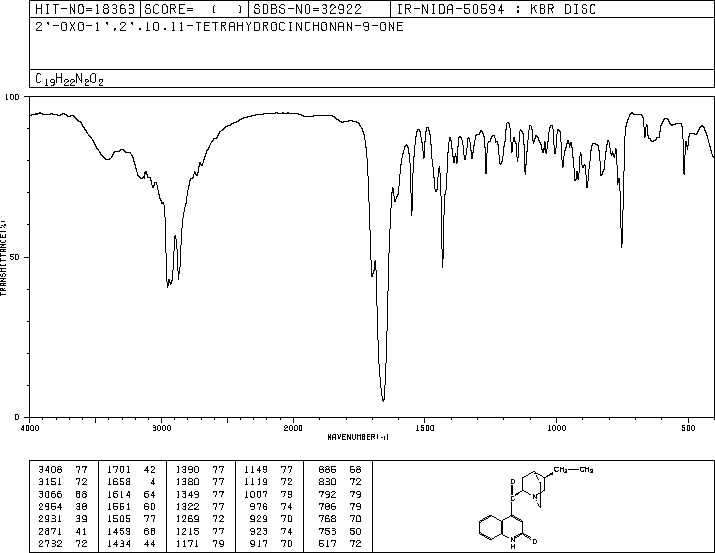 HIT-NO=18363 SCORE= ( ) SDBS-NO=32922 IR-NIDA-50594 : KBR DISC
2'-OXO-1',2',10,11-TETRAHYDROCINCHONAN-9-ONE
C19H22N2O2
100
50
0
TRANSMITTANCE(%)
4000 3000 2000 1500 1000 500
WAVENUMBER(-1)
3408 77 1701 42 1390 77 1149 77 885 68
3151 72 1658 4 1380 77 1119 72 830 72
3066 68 1614 64 1349 77 1007 79 792 79
2954 38 1551 60 1322 77 976 74 786 79
2931 39 1505 77 1269 72 929 70 768 70
2871 41 1459 68 1215 77 923 74 753 50
2732 72 1434 44 1171 79 917 70 517 72
O
C
N
CH2—CH3
N
H
O